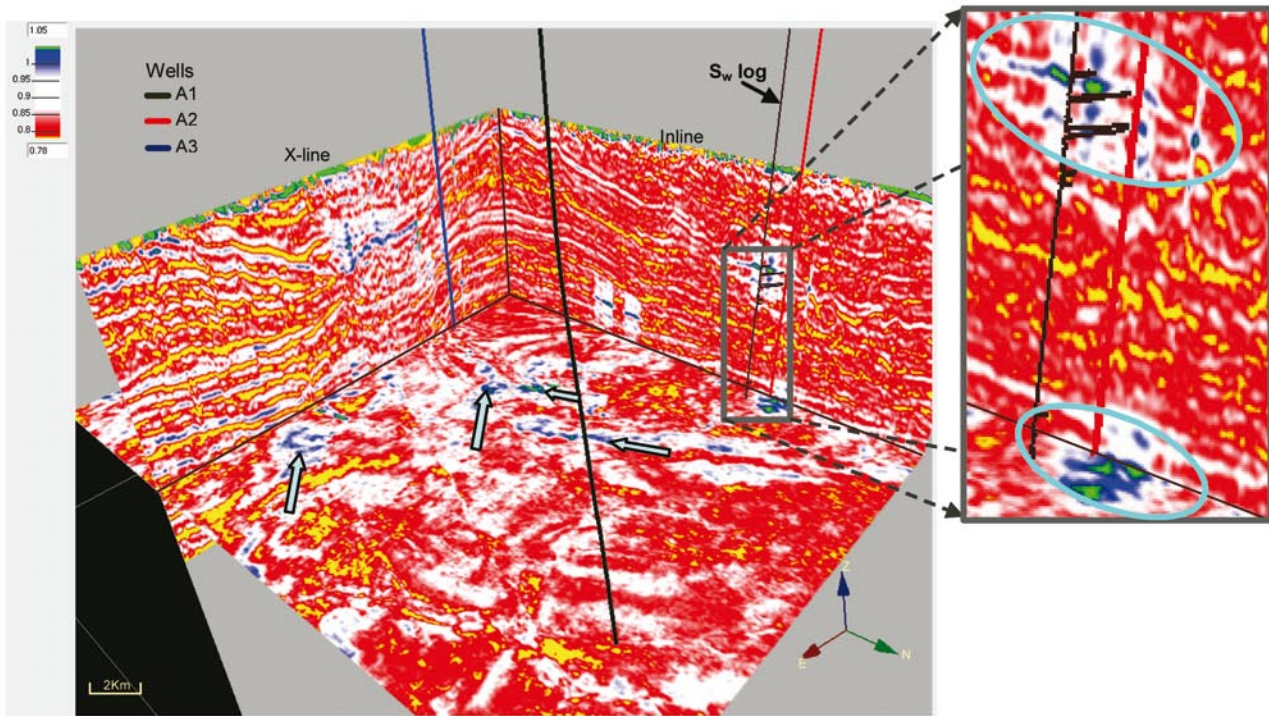 1.05
1
0.95
0.9
0.85
0.8
0.78
Wells
A1
A2
A3
X-line
Inline
Sw log
Z
E
N
2Km